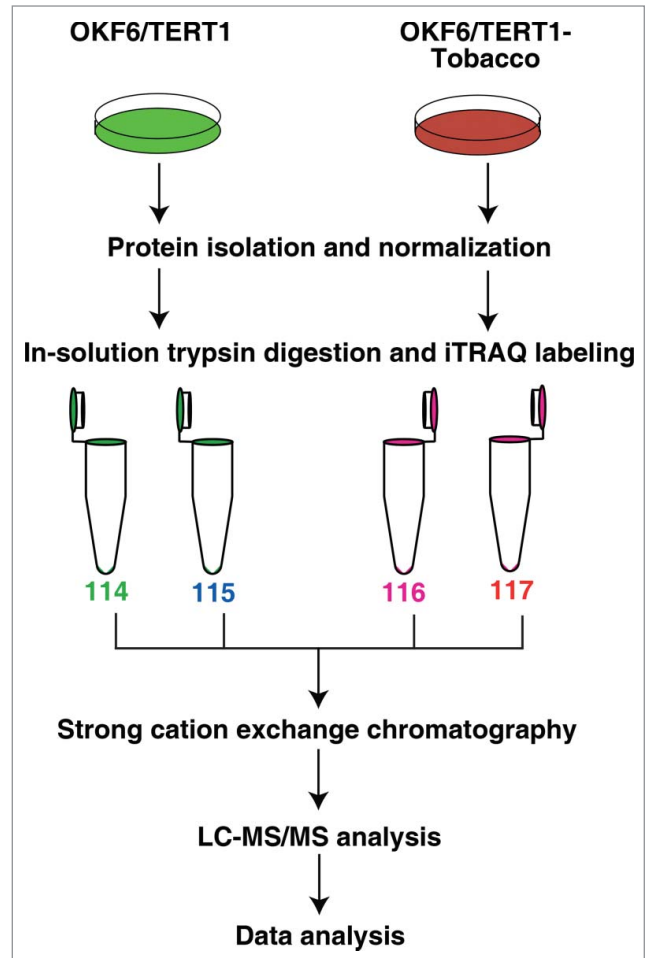 OKF6/TERT1
OKF6/TERT1-
Tobacco
Protein isolation and normalization
In-solution trypsin digestion and iTRAQ labeling
114 115 116 117
Strong cation exchange chromatography
LC-MS/MS analysis
Data analysis